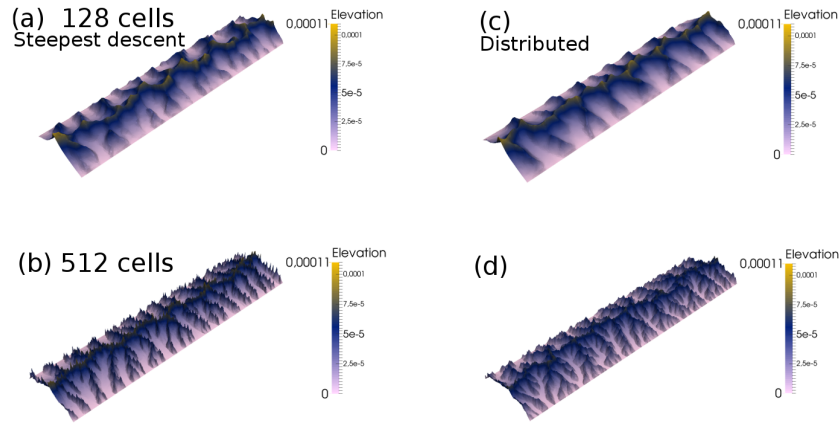 (a) 128 cells
Steepest descent
0,00011 Elevation
0,0001
7,5e-5
5e-5
2,5e-5
0
(c)
Distributed
0,00011 Elevation
0,0001
7,5e-5
5e-5
2,5e-5
0
(b) 512 cells
0,00011 Elevation
0,0001
7,5e-5
5e-5
2,5e-5
0
(d)
0,00011 Elevation
0,0001
7,5e-5
5e-5
2,5e-5
0